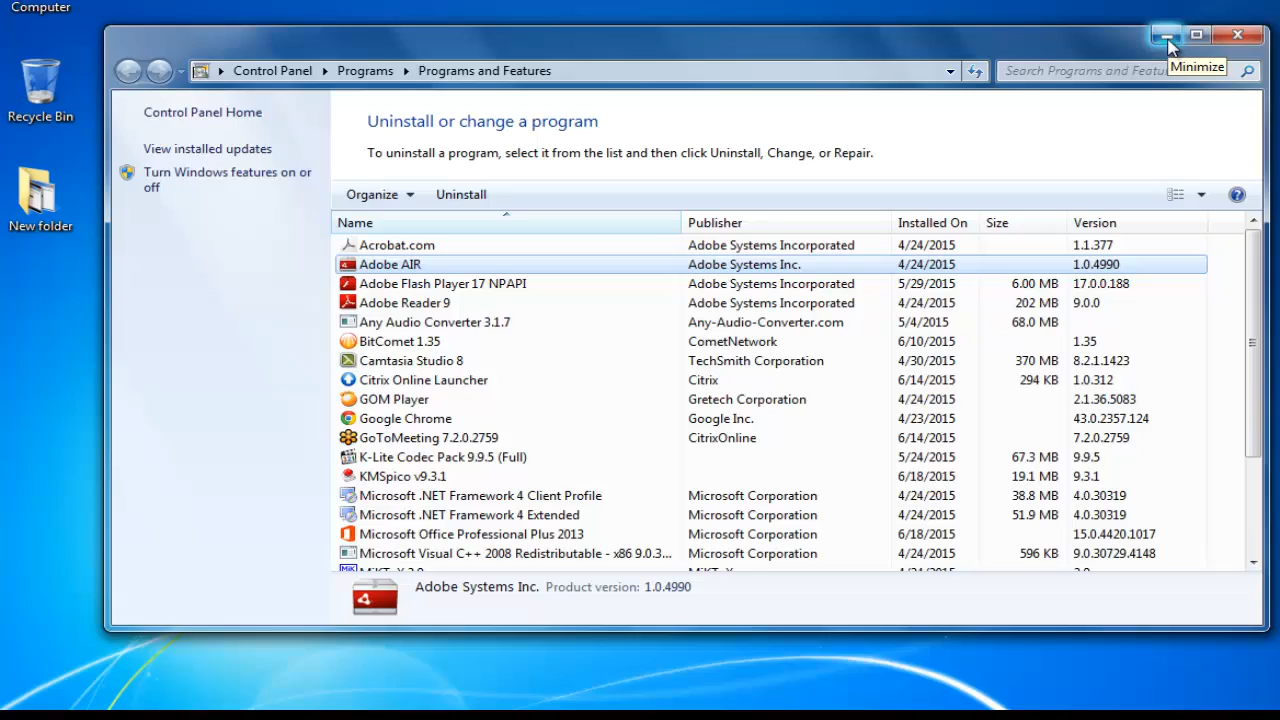 Computer
Recycle Bin
New folder
Minimize
Control Panel Programs Programs and Features
Search Programs and Featu
Control Panel Home
View installed updates
Turn Windows features on or
off
Uninstall or change a program
To uninstall a program, select it from the list and then click Uninstall, Change, or Repair.
Organize Uninstall
Name Publisher Installed On Size Version
Acrobat.com Adobe Systems Incorporated 4/24/2015 1.1.377
Adobe AIR Adobe Systems Inc. 4/24/2015 1.0.4990
Adobe Flash Player 17 NPAPI Adobe Systems Incorporated 5/29/2015 6.00 MB 17.0.0.188
Adobe Reader 9 Adobe Systems Incorporated 4/24/2015 202 MB 9.0.0
Any Audio Converter 3.1.7 Any-Audio-Converter.com 5/4/2015 68.0 MB
BitComet 1.35 CometNetwork 6/10/2015 1.35
Camtasia Studio 8 TechSmith Corporation 4/30/2015 370 MB 8.2.1.1423
Citrix Online Launcher Citrix 6/14/2015 294 KB 1.0.312
GOM Player Gretech Corporation 4/24/2015 2.1.36.5083
Google Chrome Google Inc. 4/23/2015 43.0.2357.124
GoToMeeting 7.2.0.2759 CitrixOnline 6/14/2015 7.2.0.2759
K-Lite Codec Pack 9.9.5 (Full) 5/24/2015 67.3 MB 9.9.5
KMSpico v9.3.1 6/18/2015 19.1 MB 9.3.1
Microsoft .NET Framework 4 Client Profile Microsoft Corporation 4/24/2015 38.8 MB 4.0.30319
Microsoft .NET Framework 4 Extended Microsoft Corporation 4/24/2015 51.9 MB 4.0.30319
Microsoft Office Professional Plus 2013 Microsoft Corporation 6/18/2015 15.0.4420.1017
Microsoft Visual C++ 2008 Redistributable - x86 9.0.3... Microsoft Corporation 4/24/2015 596 KB 9.0.30729.4148
Adobe Systems Inc. Product version: 1.0.4990